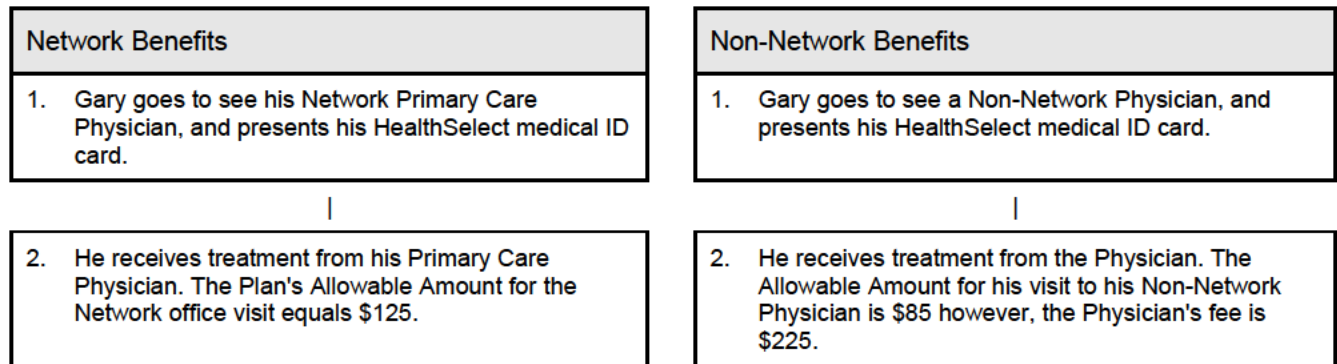 Network Benefits
1. Gary goes to see his Network Primary Care
Physician, and presents his HealthSelect medical ID
card.
|
2. He receives treatment from his Primary Care
Physician. The Plan's Allowable Amount for the
Network office visit equals $125.
Non-Network Benefits
1. Gary goes to see a Non-Network Physician, and
presents his HealthSelect medical ID card.
|
2. He receives treatment from the Physician. The
Allowable Amount for his visit to his Non-Network
Physician is $85 however, the Physician's fee is
$225.